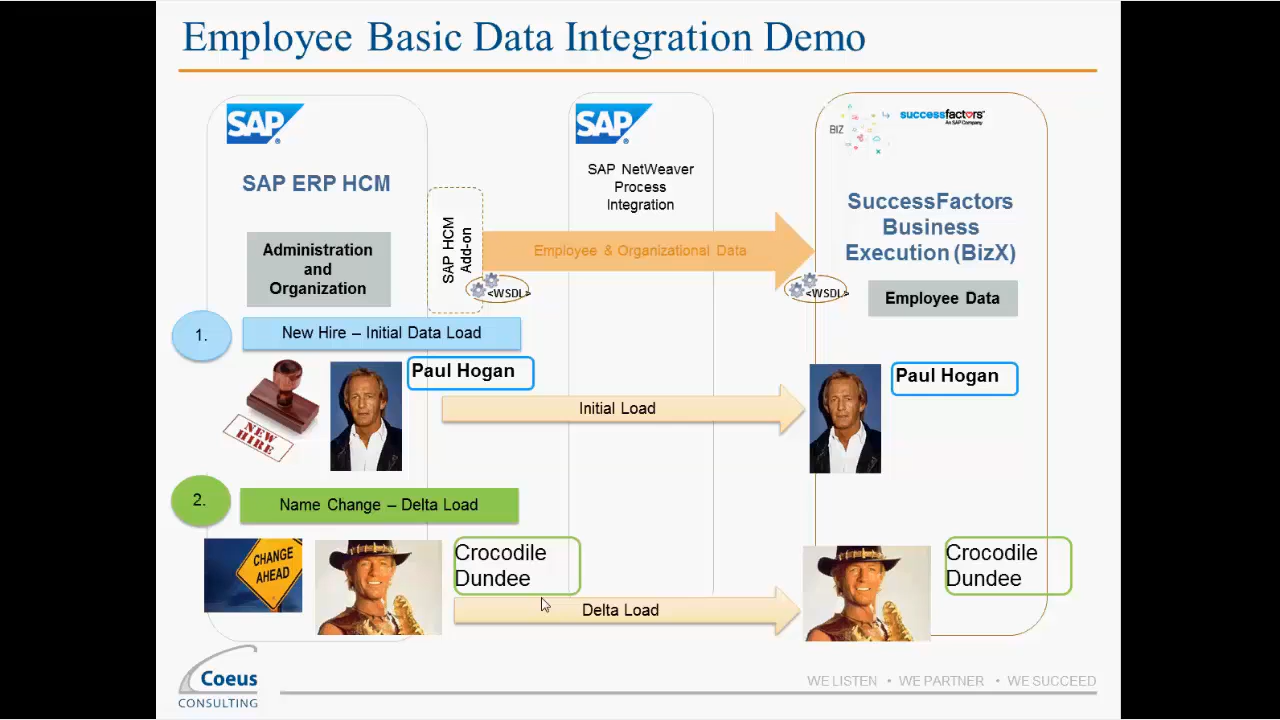 Employee Basic Data Integration Demo
SAP
SAP ERP HCM
Administration
and
Organization
SAP HCM
Add-on
<WSDL>
SAP
SAP NetWeaver
Process
Integration
Employee & Organizational Data
BIZ
successfactors
An SAP Company
SuccessFactors
Business
Execution (BizX)
<WSDL>
Employee Data
1.
New Hire – Initial Data Load
NEW
HIRE
Paul Hogan
Initial Load
Paul Hogan
2.
Name Change – Delta Load
CHANGE
AHEAD
Crocodile
Dundee
Delta Load
Crocodile
Dundee
Coeus
CONSULTING
WE LISTEN • WE PARTNER • WE SUCCEED